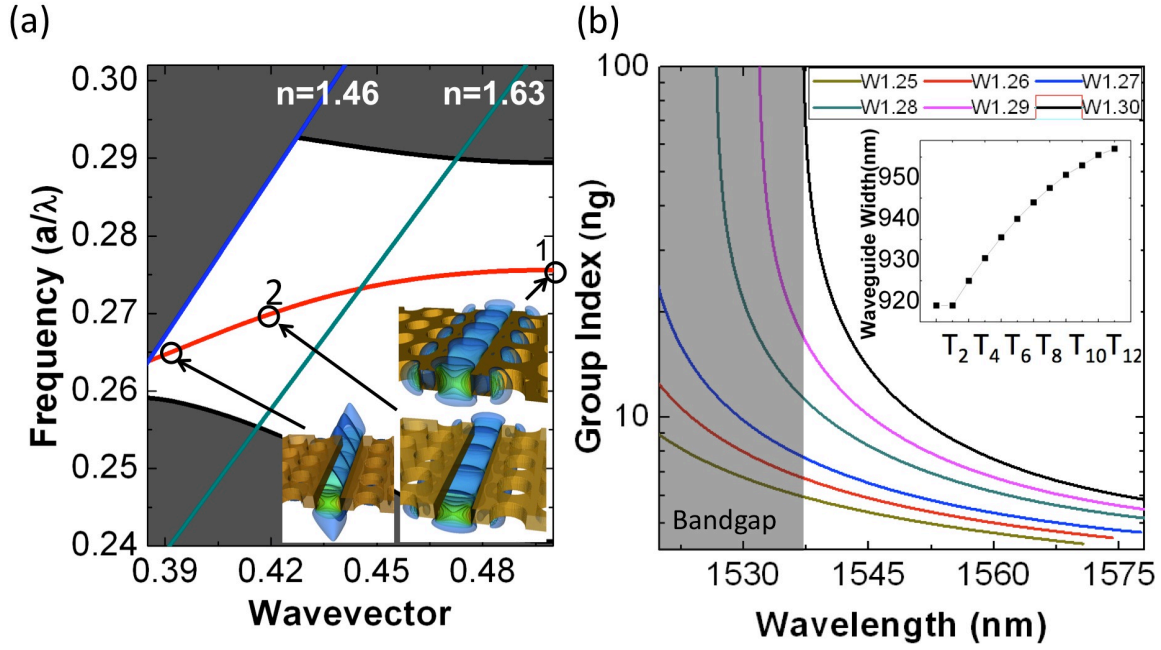 (a)
0.30
0.29
0.28
0.27
0.26
0.25
0.24
Frequency (a/λ)
n=1.46
n=1.63
1
2
0.39
0.42
0.45
0.48
Wavevector
(b)
100
10
Group Index (ng)
W1.25 W1.26 W1.27
W1.28 W1.29 W1.30
Waveguide Width(nm)
950
940
930
920
T2 T4 T6 T8 T10 T12
Bandgap
1530 1545 1560 1575
Wavelength (nm)